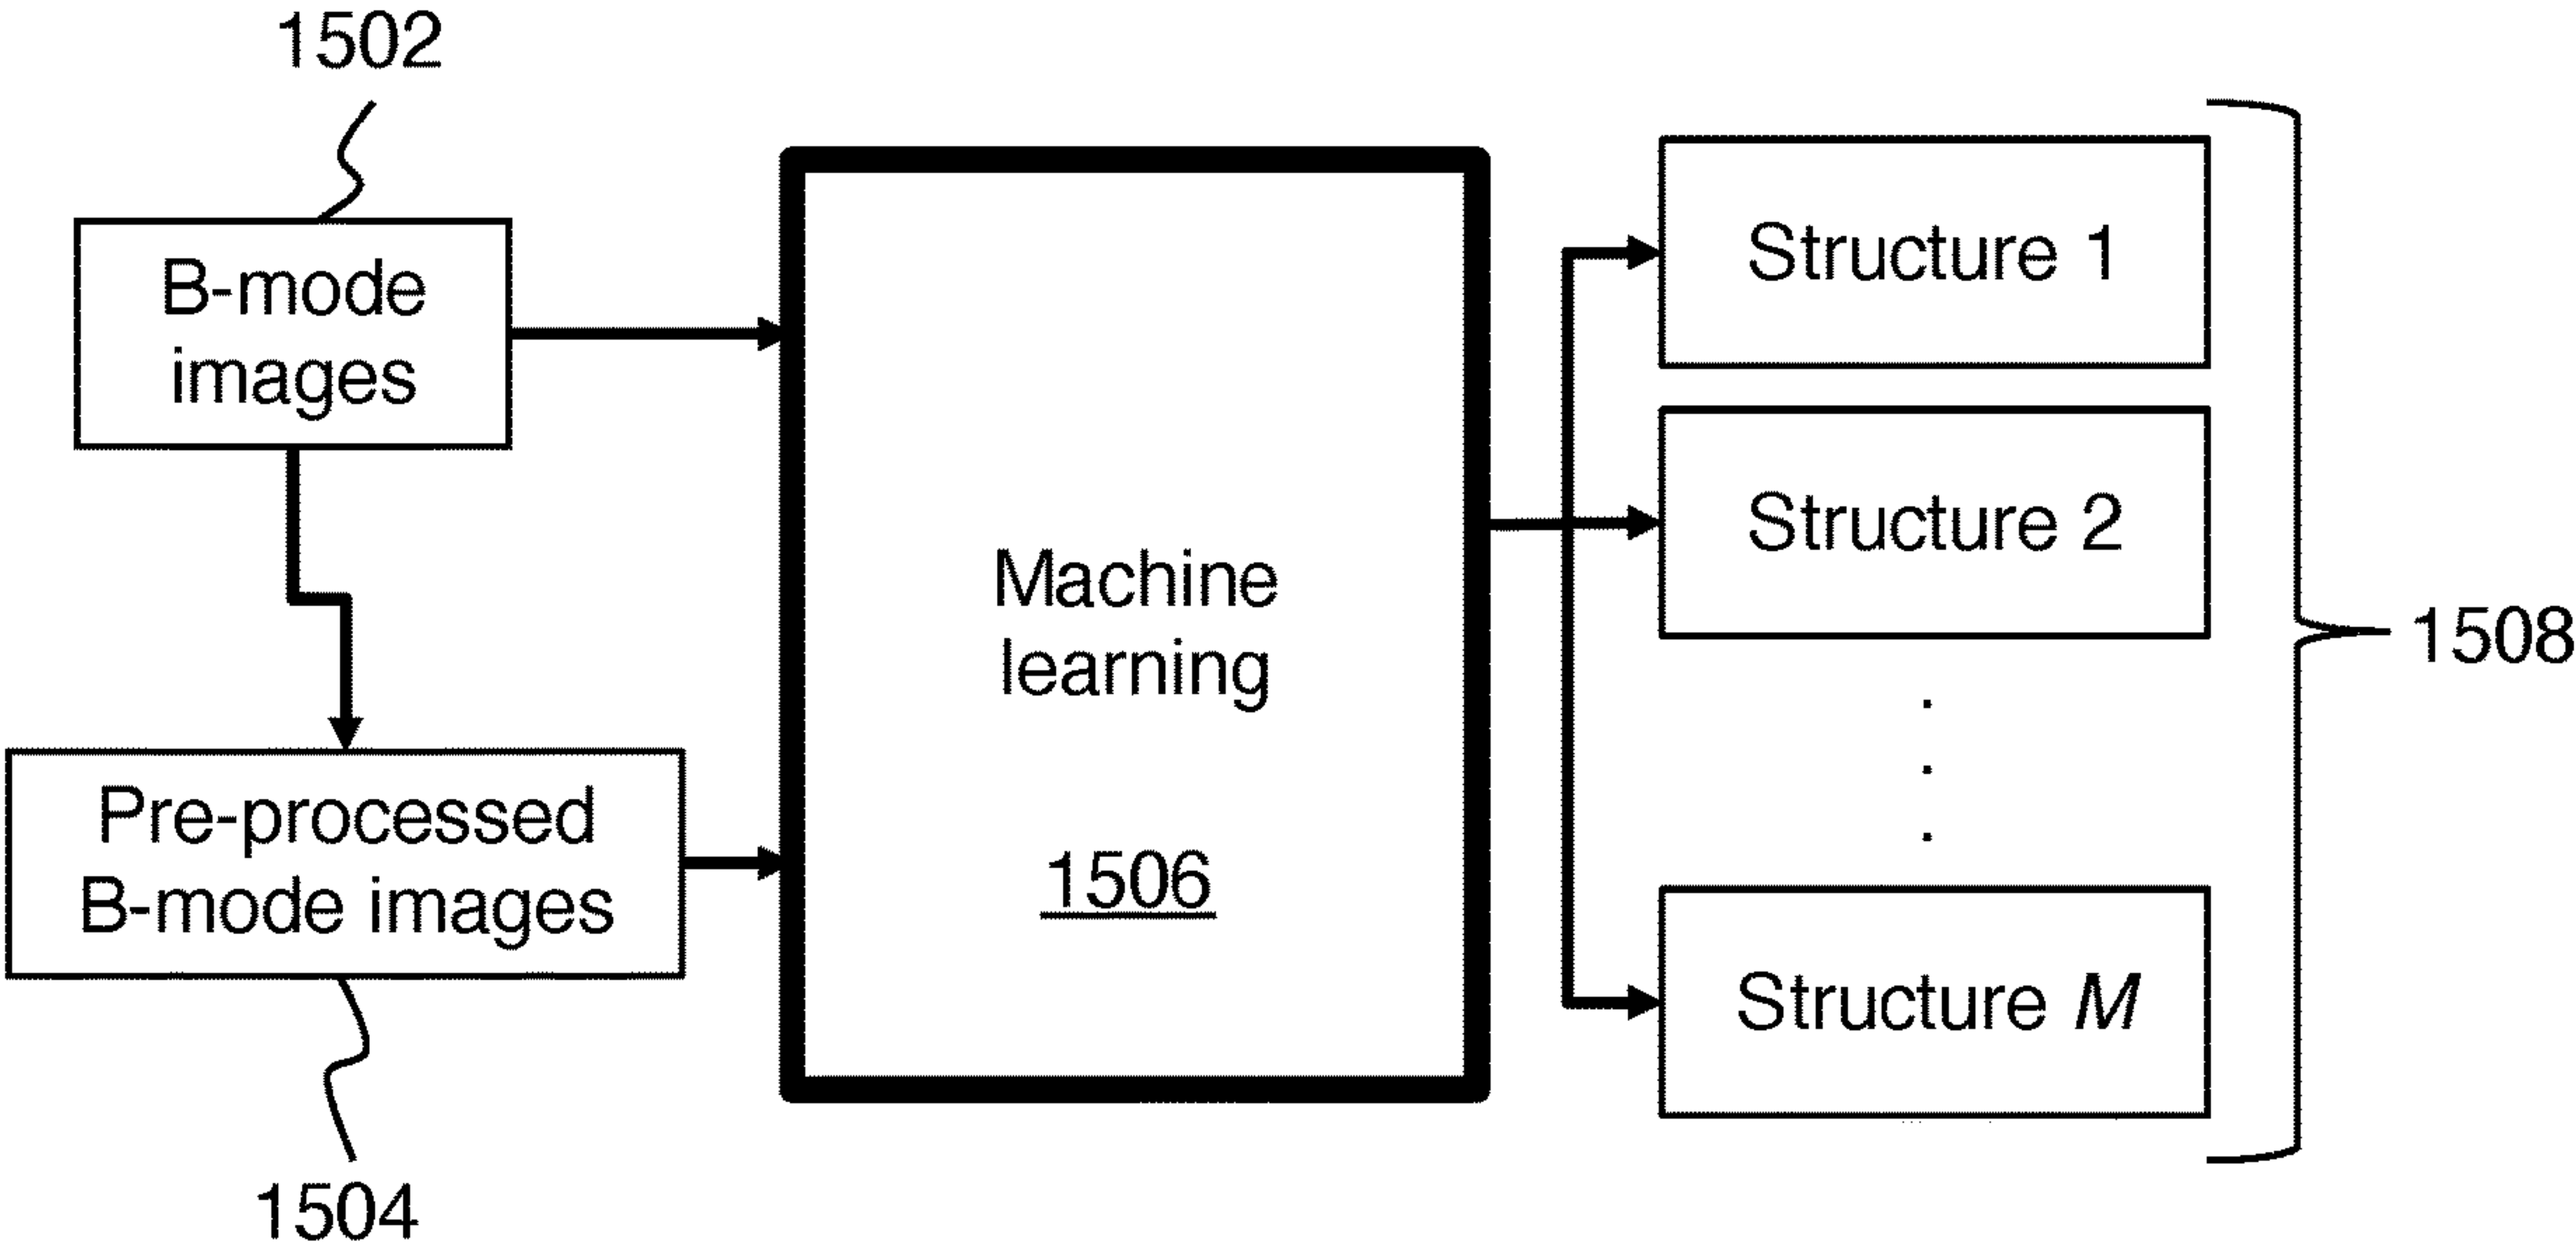 1502
B-mode
images
Pre-processed
B-mode images
1504
Machine
learning
1506
Structure 1
Structure 2
.
.
.
Structure M
1508